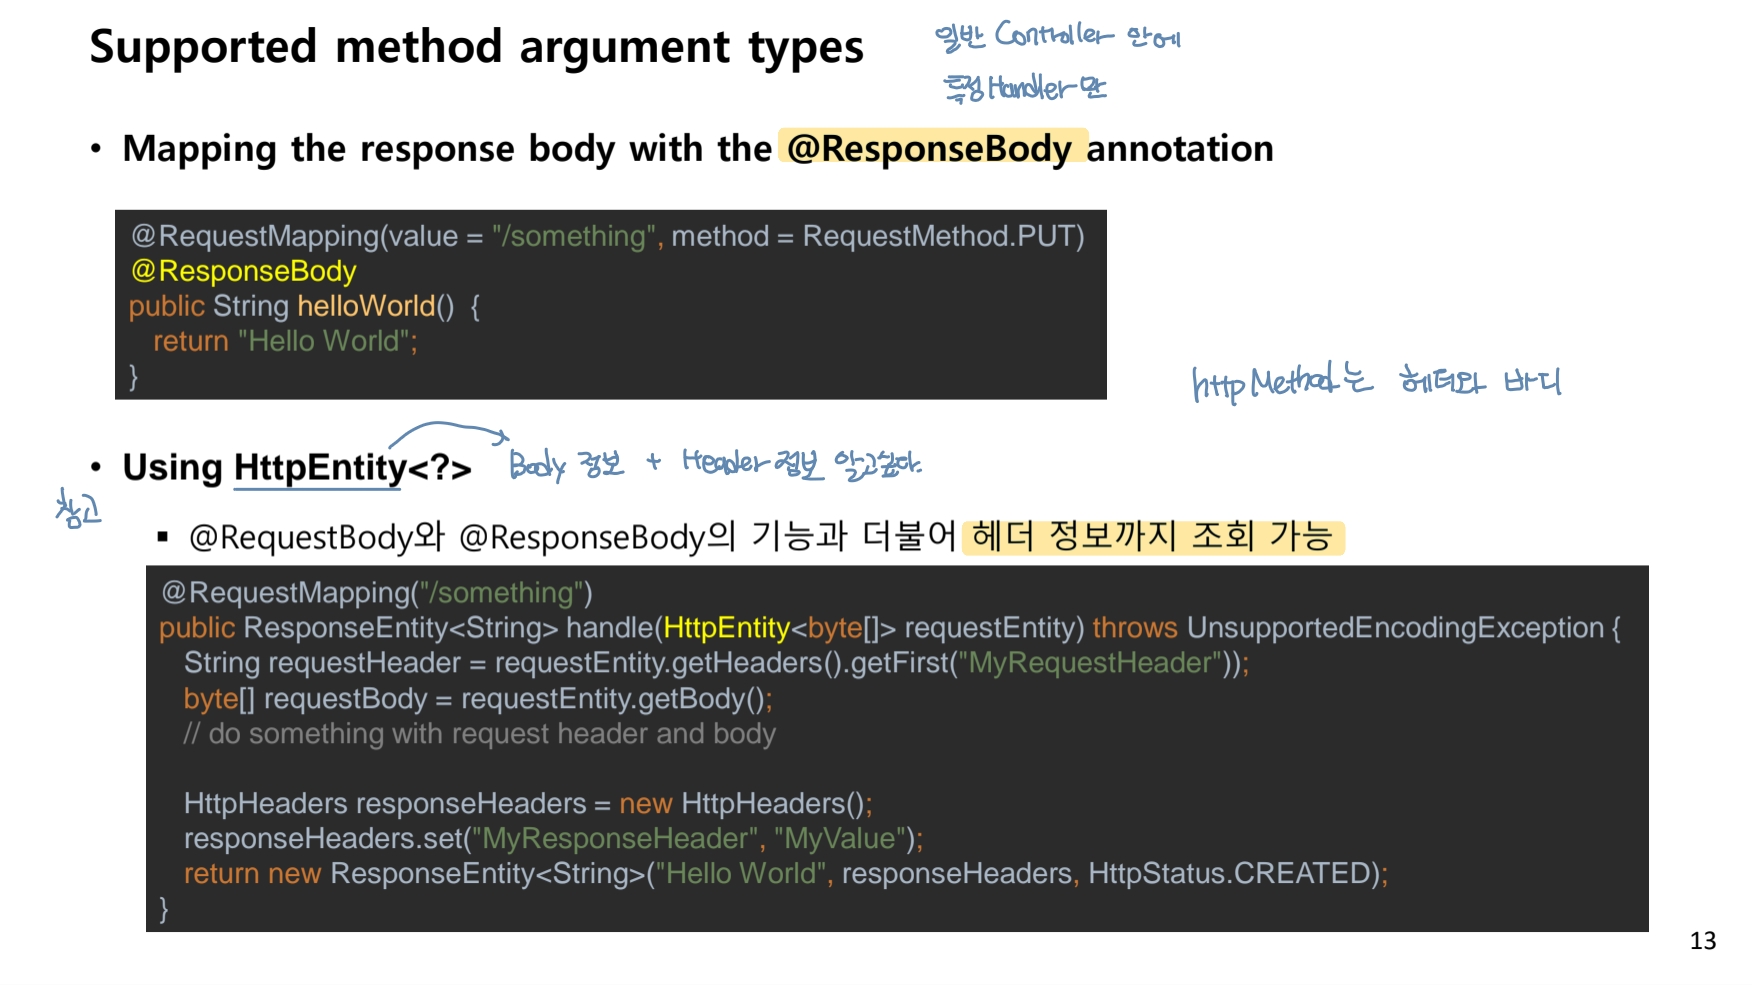 Supported method argument types
일반 Controller 안에
특정 Handler만
• Mapping the response body with the @ResponseBody annotation
@RequestMapping(value = "/something", method = RequestMethod.PUT)
@ResponseBody
public String helloWorld() {
return "Hello World";
}
httpMethod는 헤더와 바디
• Using HttpEntity<?>
Body 정보 + Header 정보 알고싶다.
참고
▪ @RequestBody와 @ResponseBody의 기능과 더불어 헤더 정보까지 조회 가능
@RequestMapping("/something")
public ResponseEntity<String> handle(HttpEntity<byte[]> requestEntity) throws UnsupportedEncodingException {
String requestHeader = requestEntity.getHeaders().getFirst("MyRequestHeader"));
byte[] requestBody = requestEntity.getBody();
// do something with request header and body
HttpHeaders responseHeaders = new HttpHeaders();
responseHeaders.set("MyResponseHeader", "MyValue");
return new ResponseEntity<String>("Hello World", responseHeaders, HttpStatus.CREATED);
}
13